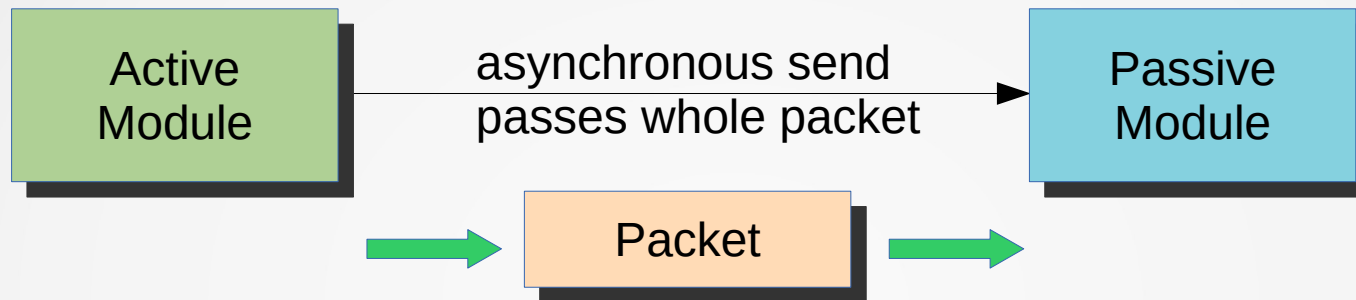 Active
Module
asynchronous send
passes whole packet
Passive
Module
Packet